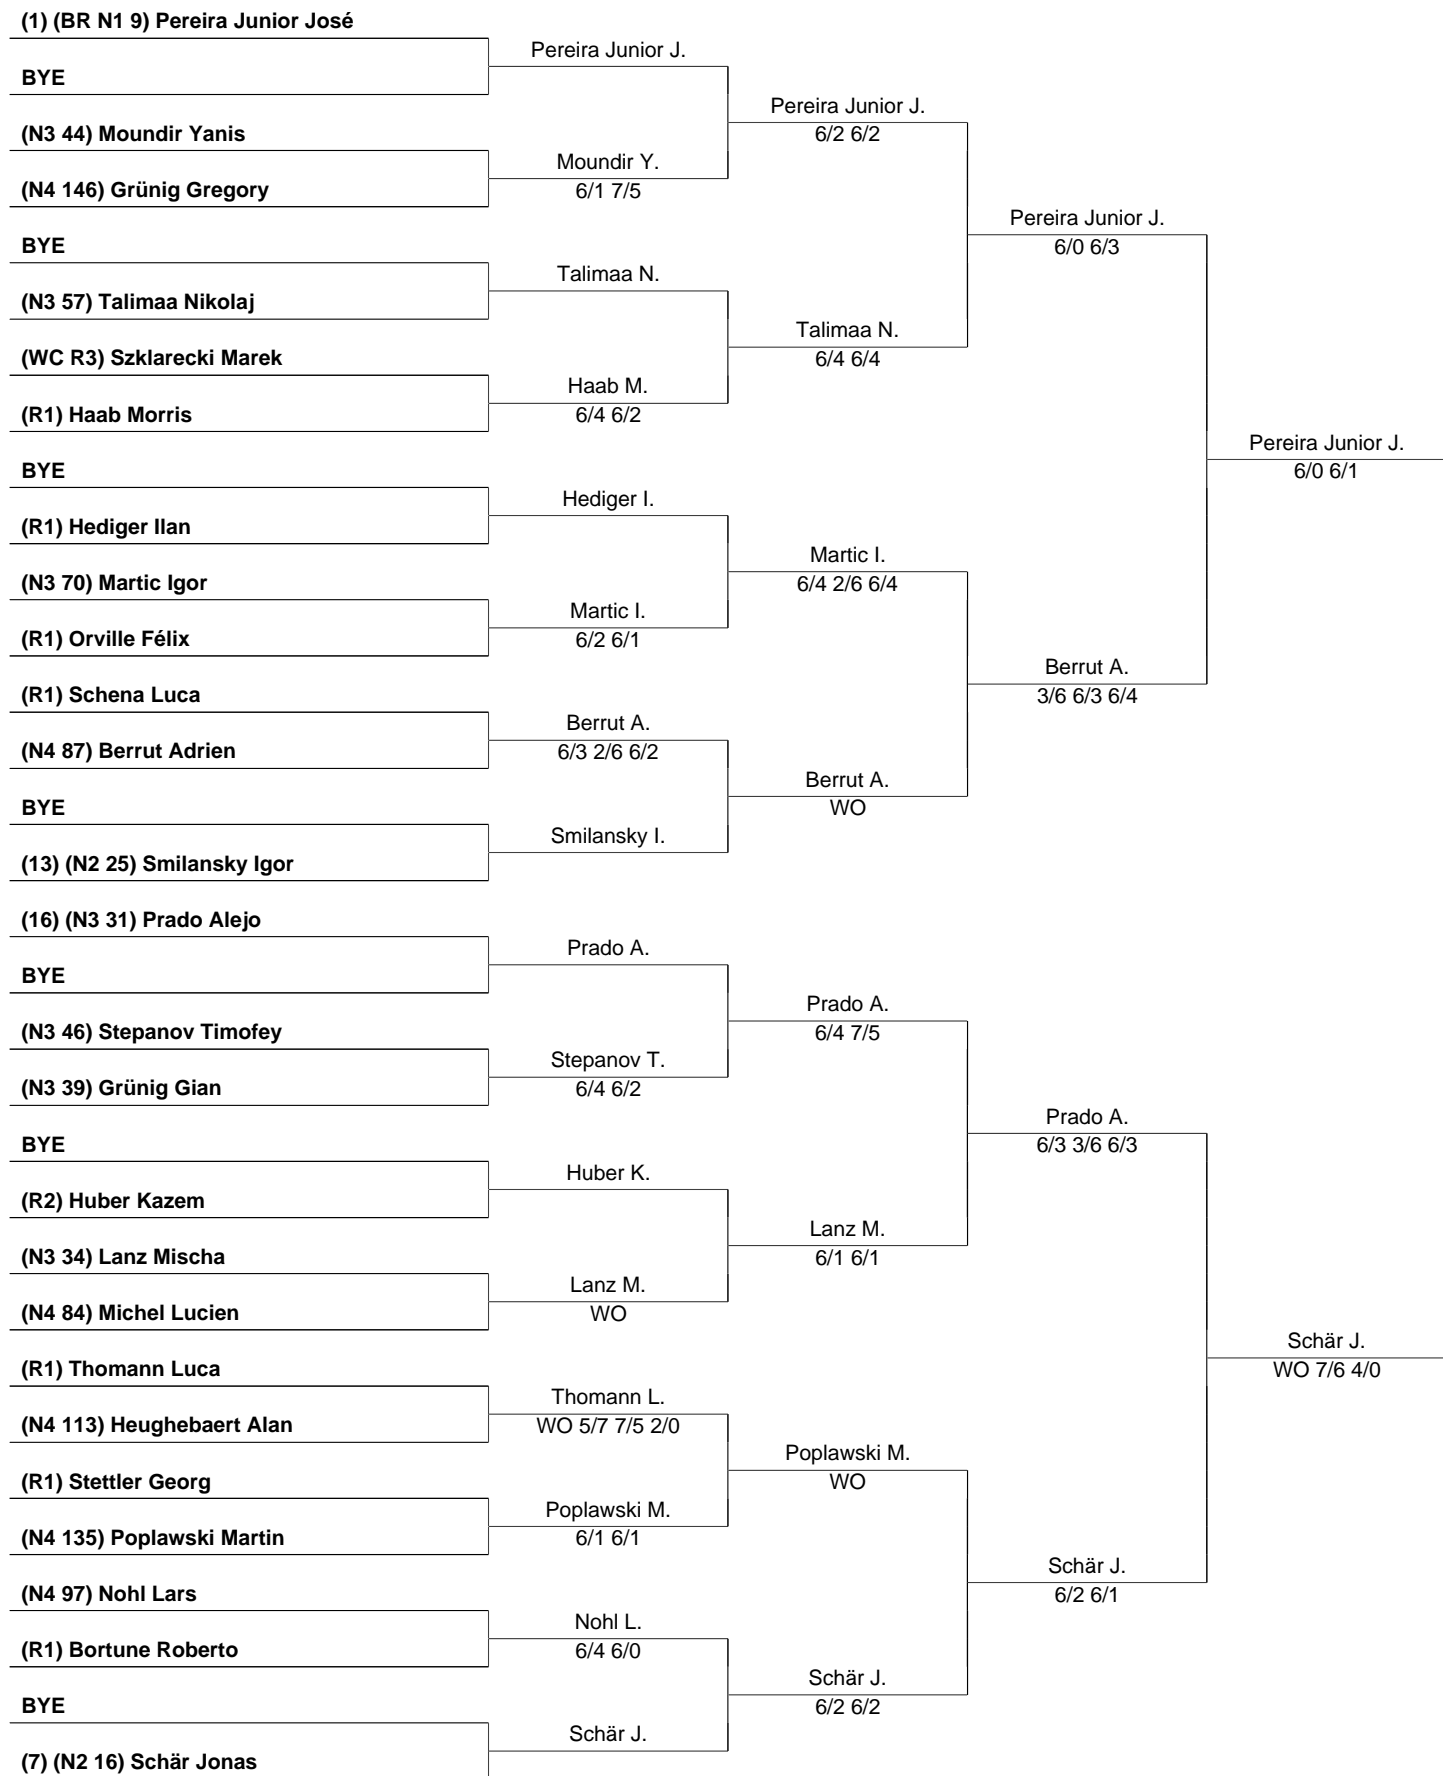 (1) (BR N1 9) Pereira Junior José
Pereira Junior J.
BYE
Pereira Junior J.
6/2 6/2
(N3 44) Moundir Yanis
Moundir Y.
6/1 7/5
(N4 146) Grünig Gregory
Pereira Junior J.
6/0 6/3
BYE
Talimaa N.
(N3 57) Talimaa Nikolaj
Talimaa N.
6/4 6/4
(WC R3) Szklarecki Marek
Haab M.
6/4 6/2
(R1) Haab Morris
Pereira Junior J.
6/0 6/1
BYE
Hediger I.
(R1) Hediger Ilan
Martic I.
6/4 2/6 6/4
(N3 70) Martic Igor
Martic I.
6/2 6/1
(R1) Orville Félix
Berrut A.
3/6 6/3 6/4
(R1) Schena Luca
Berrut A.
6/3 2/6 6/2
(N4 87) Berrut Adrien
Berrut A.
WO
BYE
Smilansky I.
(13) (N2 25) Smilansky Igor
(16) (N3 31) Prado Alejo
Prado A.
BYE
Prado A.
6/4 7/5
(N3 46) Stepanov Timofey
Stepanov T.
6/4 6/2
(N3 39) Grünig Gian
Prado A.
6/3 3/6 6/3
BYE
Huber K.
(R2) Huber Kazem
Lanz M.
6/1 6/1
(N3 34) Lanz Mischa
Lanz M.
WO
(N4 84) Michel Lucien
Schär J.
WO 7/6 4/0
(R1) Thomann Luca
Thomann L.
WO 5/7 7/5 2/0
(N4 113) Heughebaert Alan
Poplawski M.
WO
(R1) Stettler Georg
Poplawski M.
6/1 6/1
(N4 135) Poplawski Martin
Schär J.
6/2 6/1
(N4 97) Nohl Lars
Nohl L.
6/4 6/0
(R1) Bortune Roberto
Schär J.
6/2 6/2
BYE
Schär J.
(7) (N2 16) Schär Jonas